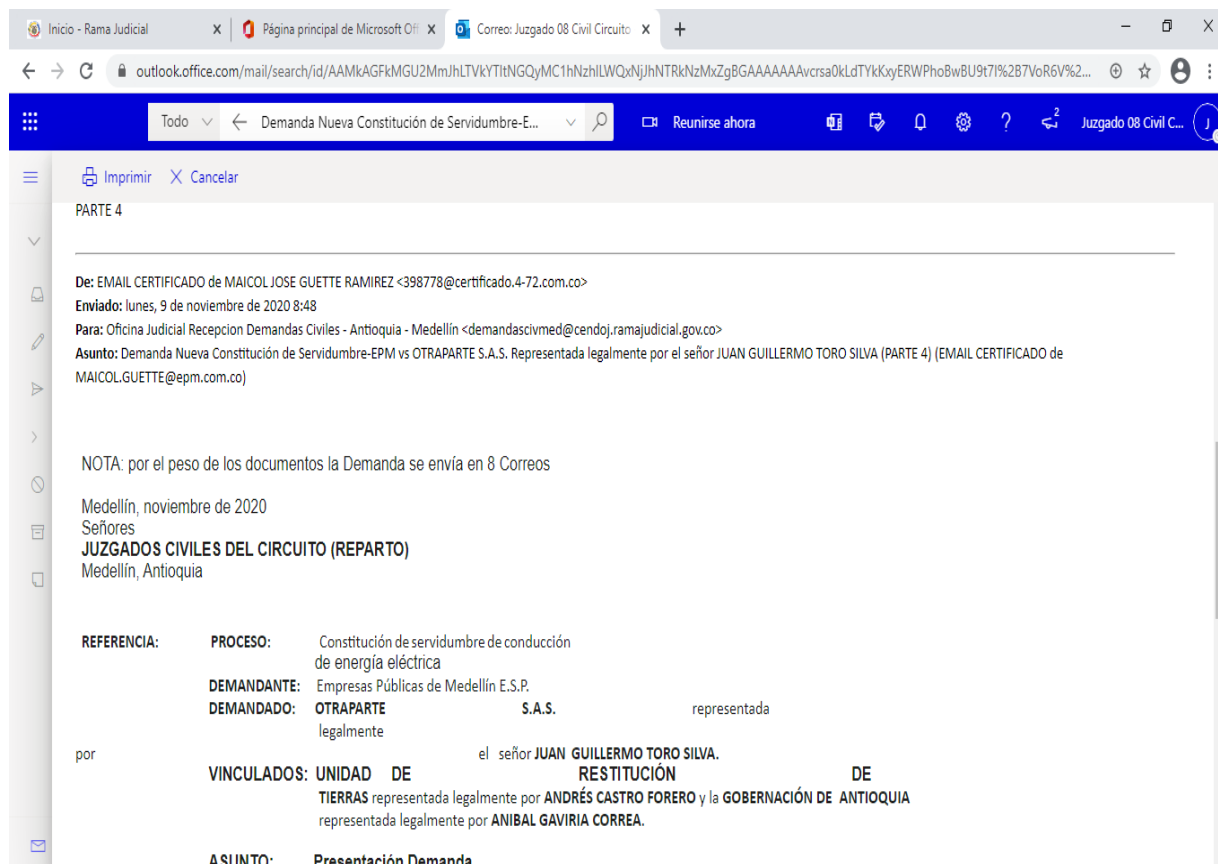 Inicio - Rama Judicial
Página principal de Microsoft Off
Correo: Juzgado 08 Civil Circuito
outlook.office.com/mail/search/id/AAMkAGFkMGU2MmJhLTVkYTItNGQyMC1hNzhlLWQxNjJhNTRkNzMxZgBGAAAAAAAvcrsa0kLdTYkKxyERWPhoBwBU9t7l%2B7VoR6V%2...
Todo
Demanda Nueva Constitución de Servidumbre-E...
Reunirse ahora
2
Juzgado 08 Civil C...
J
Imprimir
Cancelar
PARTE 4
De: EMAIL CERTIFICADO de MAICOL JOSE GUETTE RAMIREZ <398778@certificado.4-72.com.co>
Enviado: lunes, 9 de noviembre de 2020 8:48
Para: Oficina Judicial Recepcion Demandas Civiles - Antioquia - Medellín <demandascivmed@cendoj.ramajudicial.gov.co>
Asunto: Demanda Nueva Constitución de Servidumbre-EPM vs OTRAPARTE S.A.S. Representada legalmente por el señor JUAN GUILLERMO TORO SILVA (PARTE 4) (EMAIL CERTIFICADO de
MAICOL.GUETTE@epm.com.co)
NOTA: por el peso de los documentos la Demanda se envía en 8 Correos
Medellín, noviembre de 2020
Señores
JUZGADOS CIVILES DEL CIRCUITO (REPARTO)
Medellín, Antioquia
REFERENCIA: PROCESO: Constitución de servidumbre de conducción
de energía eléctrica
DEMANDANTE: Empresas Públicas de Medellín E.S.P.
DEMANDADO: OTRAPARTE S.A.S. representada
legalmente
por el señor JUAN GUILLERMO TORO SILVA.
VINCULADOS: UNIDAD DE RESTITUCIÓN DE
TIERRAS representada legalmente por ANDRÉS CASTRO FORERO y la GOBERNACIÓN DE ANTIOQUIA
representada legalmente por ANIBAL GAVIRIA CORREA.
ASUNTO: Presentación Demanda